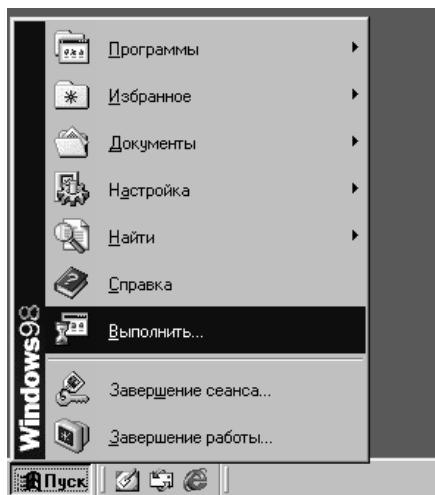 Программы
Избранное
Документы
Настройка
Найти
Справка
Выполнить...
Завершение сеанса...
Завершение работы...
Windows98
Пуск